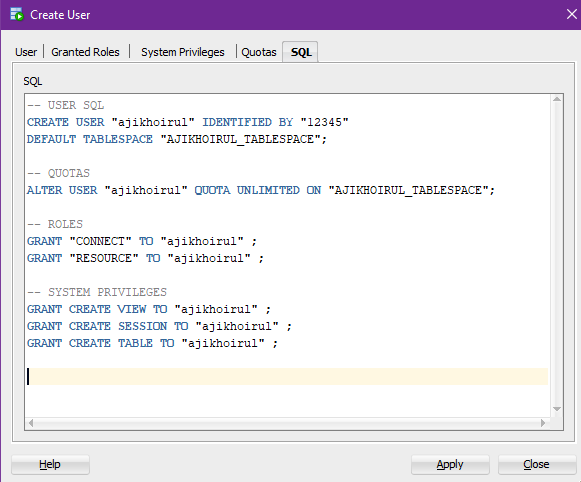 Create User
User Granted Roles System Privileges Quotas SQL
SQL
-- USER SQL
CREATE USER "ajikhoirul" IDENTIFIED BY "12345"
DEFAULT TABLESPACE "AJIKHOIRUL_TABLESPACE";
-- QUOTAS
ALTER USER "ajikhoirul" QUOTA UNLIMITED ON "AJIKHOIRUL_TABLESPACE";
-- ROLES
GRANT "CONNECT" TO "ajikhoirul" ;
GRANT "RESOURCE" TO "ajikhoirul" ;
-- SYSTEM PRIVILEGES
GRANT CREATE VIEW TO "ajikhoirul" ;
GRANT CREATE SESSION TO "ajikhoirul" ;
GRANT CREATE TABLE TO "ajikhoirul" ;
Help Apply Close